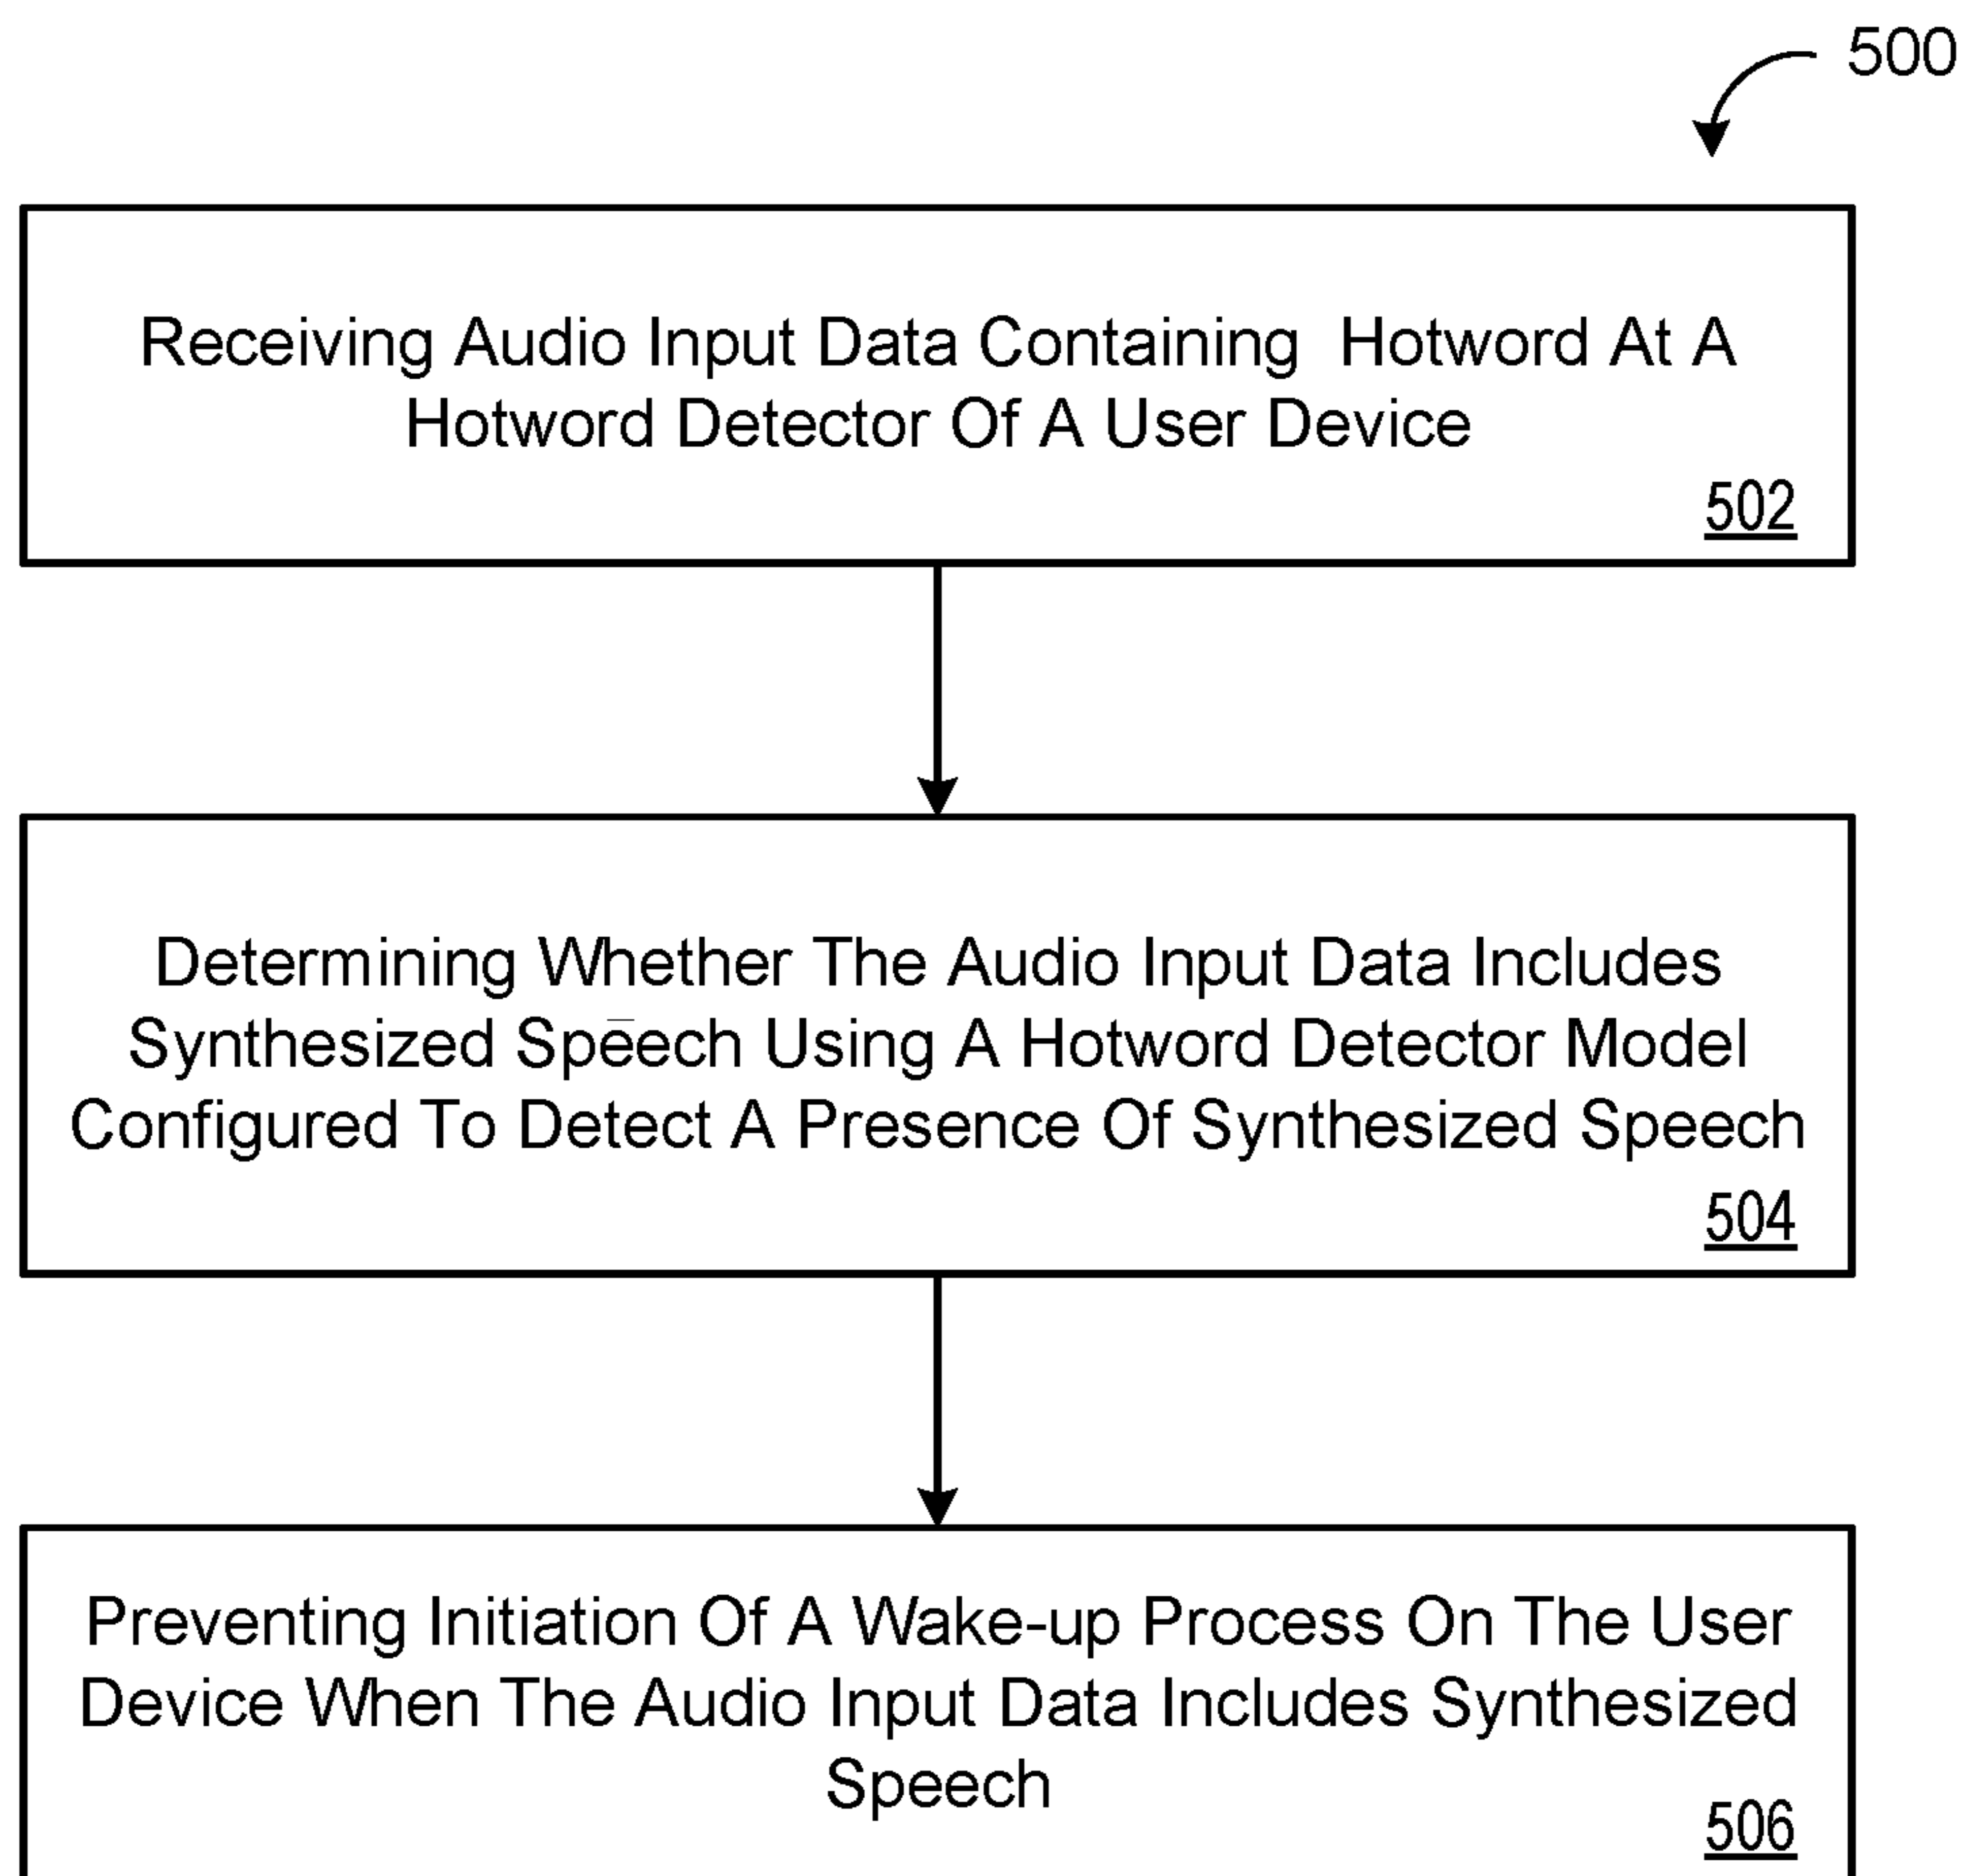 500
Receiving Audio Input Data Containing Hotword At A
Hotword Detector Of A User Device
502
Determining Whether The Audio Input Data Includes
Synthesized Speech Using A Hotword Detector Model
Configured To Detect A Presence Of Synthesized Speech
504
Preventing Initiation Of A Wake-up Process On The User
Device When The Audio Input Data Includes Synthesized
Speech
506